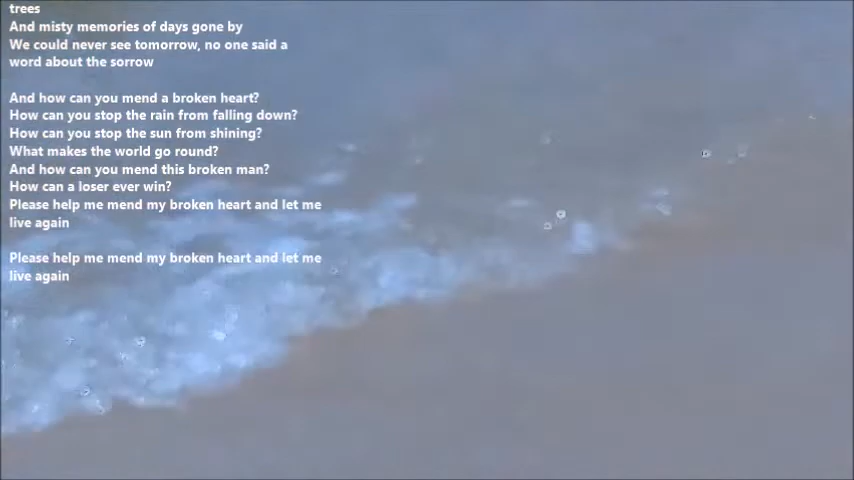 trees
And misty memories of days gone by
We could never see tomorrow, no one said a
word about the sorrow
And how can you mend a broken heart?
How can you stop the rain from falling down?
How can you stop the sun from shining?
What makes the world go round?
And how can you mend this broken man?
How can a loser ever win?
Please help me mend my broken heart and let me
live again
Please help me mend my broken heart and let me
live again